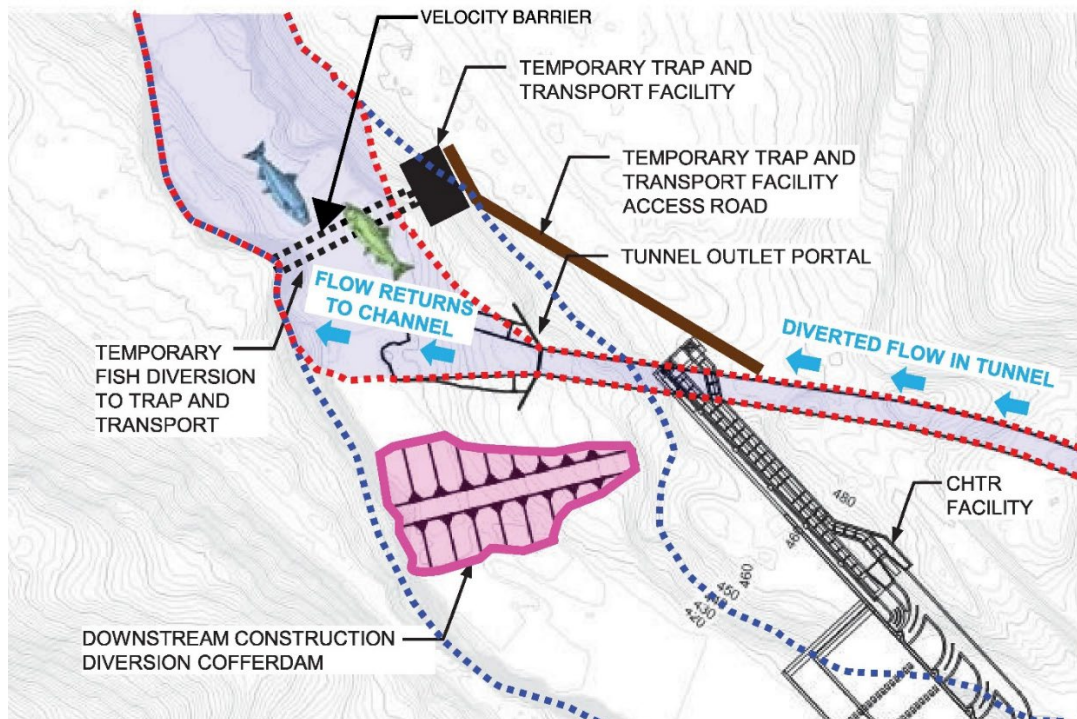 VELOCITY BARRIER
TEMPORARY TRAP AND
TRANSPORT FACILITY
TEMPORARY TRAP AND
TRANSPORT FACILITY
ACCESS ROAD
TUNNEL OUTLET PORTAL
FLOW RETURNS
TO CHANNEL
DIVERTED FLOW IN TUNNEL
TEMPORARY
FISH DIVERSION
TO TRAP AND
TRANSPORT
CHTR
FACILITY
480
460
460
450
430
420
DOWNSTREAM CONSTRUCTION
DIVERSION COFFERDAM